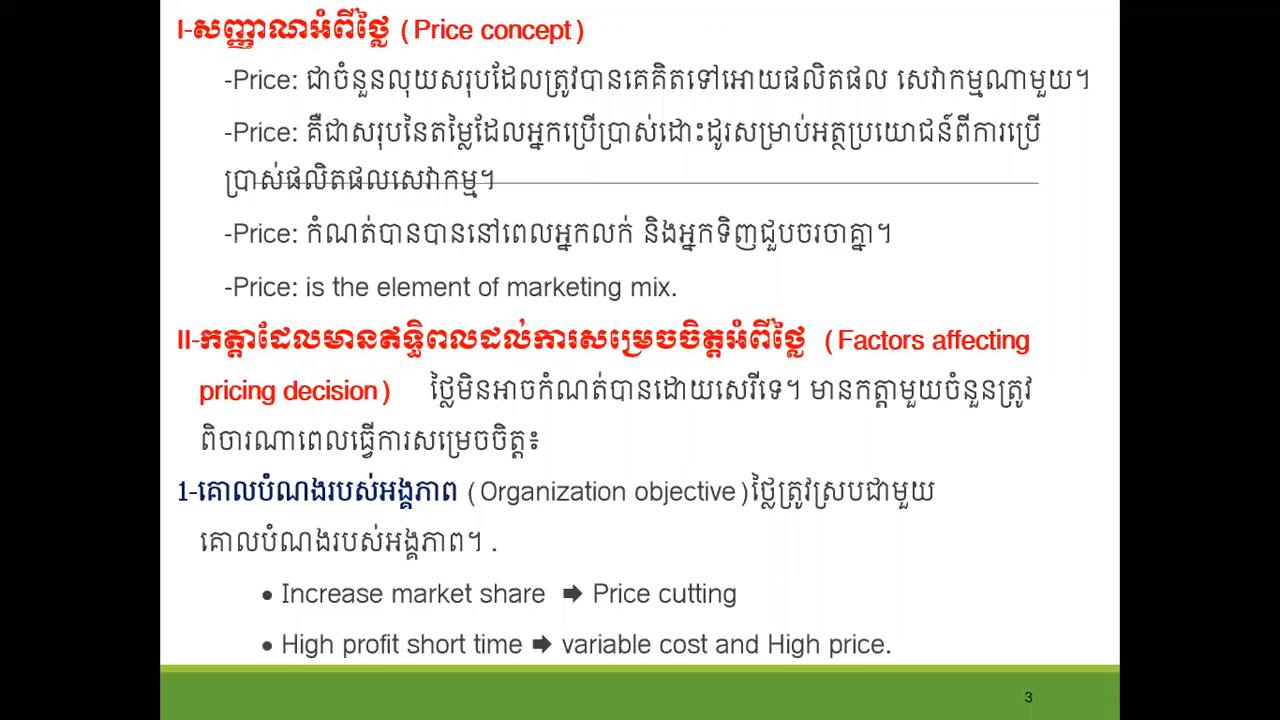 I-សញ្ញាណអំពីថ្លៃ (Price concept)
-Price: ជាចំនួនលុយសរុបដែលត្រូវបានគេគិតទៅអោយផលិតផល សេវាកម្មណាមួយ។
-Price: គឺជាសរុបនៃតម្លៃដែលអ្នកប្រើប្រាស់ដោះដូរសម្រាប់អត្ថប្រយោជន៍ពីការប្រើ
ប្រាស់ផលិតផលសេវាកម្ម។
-Price: កំណត់បានបាននៅពេលអ្នកលក់ និងអ្នកទិញជួបចរចាគ្នា។
-Price: is the element of marketing mix.
II-កត្តាដែលមានឥទ្ធិពលដល់ការសម្រេចចិត្តអំពីថ្លៃ (Factors affecting
pricing decision) ថ្លៃមិនអាចកំណត់បានដោយសេរីទេ។ មានកត្តាមួយចំនួនត្រូវ
ពិចារណាពេលធ្វើការសម្រេចចិត្ត៖
1-គោលបំណងរបស់អង្គភាព (Organization objective)ថ្លៃត្រូវស្របជាមួយ
គោលបំណងរបស់អង្គភាព។ .
• Increase market share 🡆 Price cutting
• High profit short time 🡆 variable cost and High price.
3